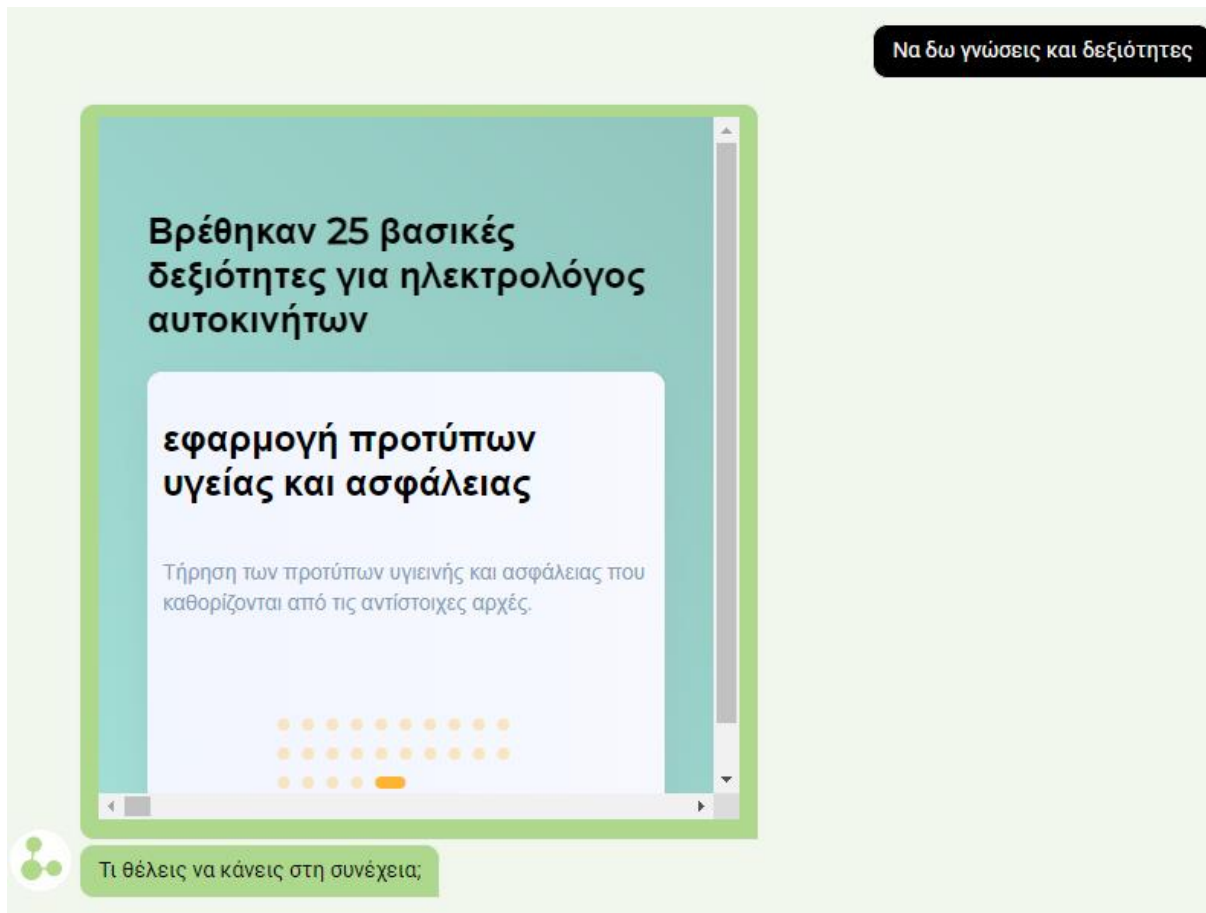 Να δω γνώσεις και δεξιότητες
Βρέθηκαν 25 βασικές
δεξιότητες για ηλεκτρολόγος
αυτοκινήτων
εφαρμογή προτύπων
υγείας και ασφάλειας
Τήρηση των προτύπων υγιεινής και ασφάλειας που
καθορίζονται από τις αντίστοιχες αρχές.
Τι θέλεις να κάνεις στη συνέχεια;